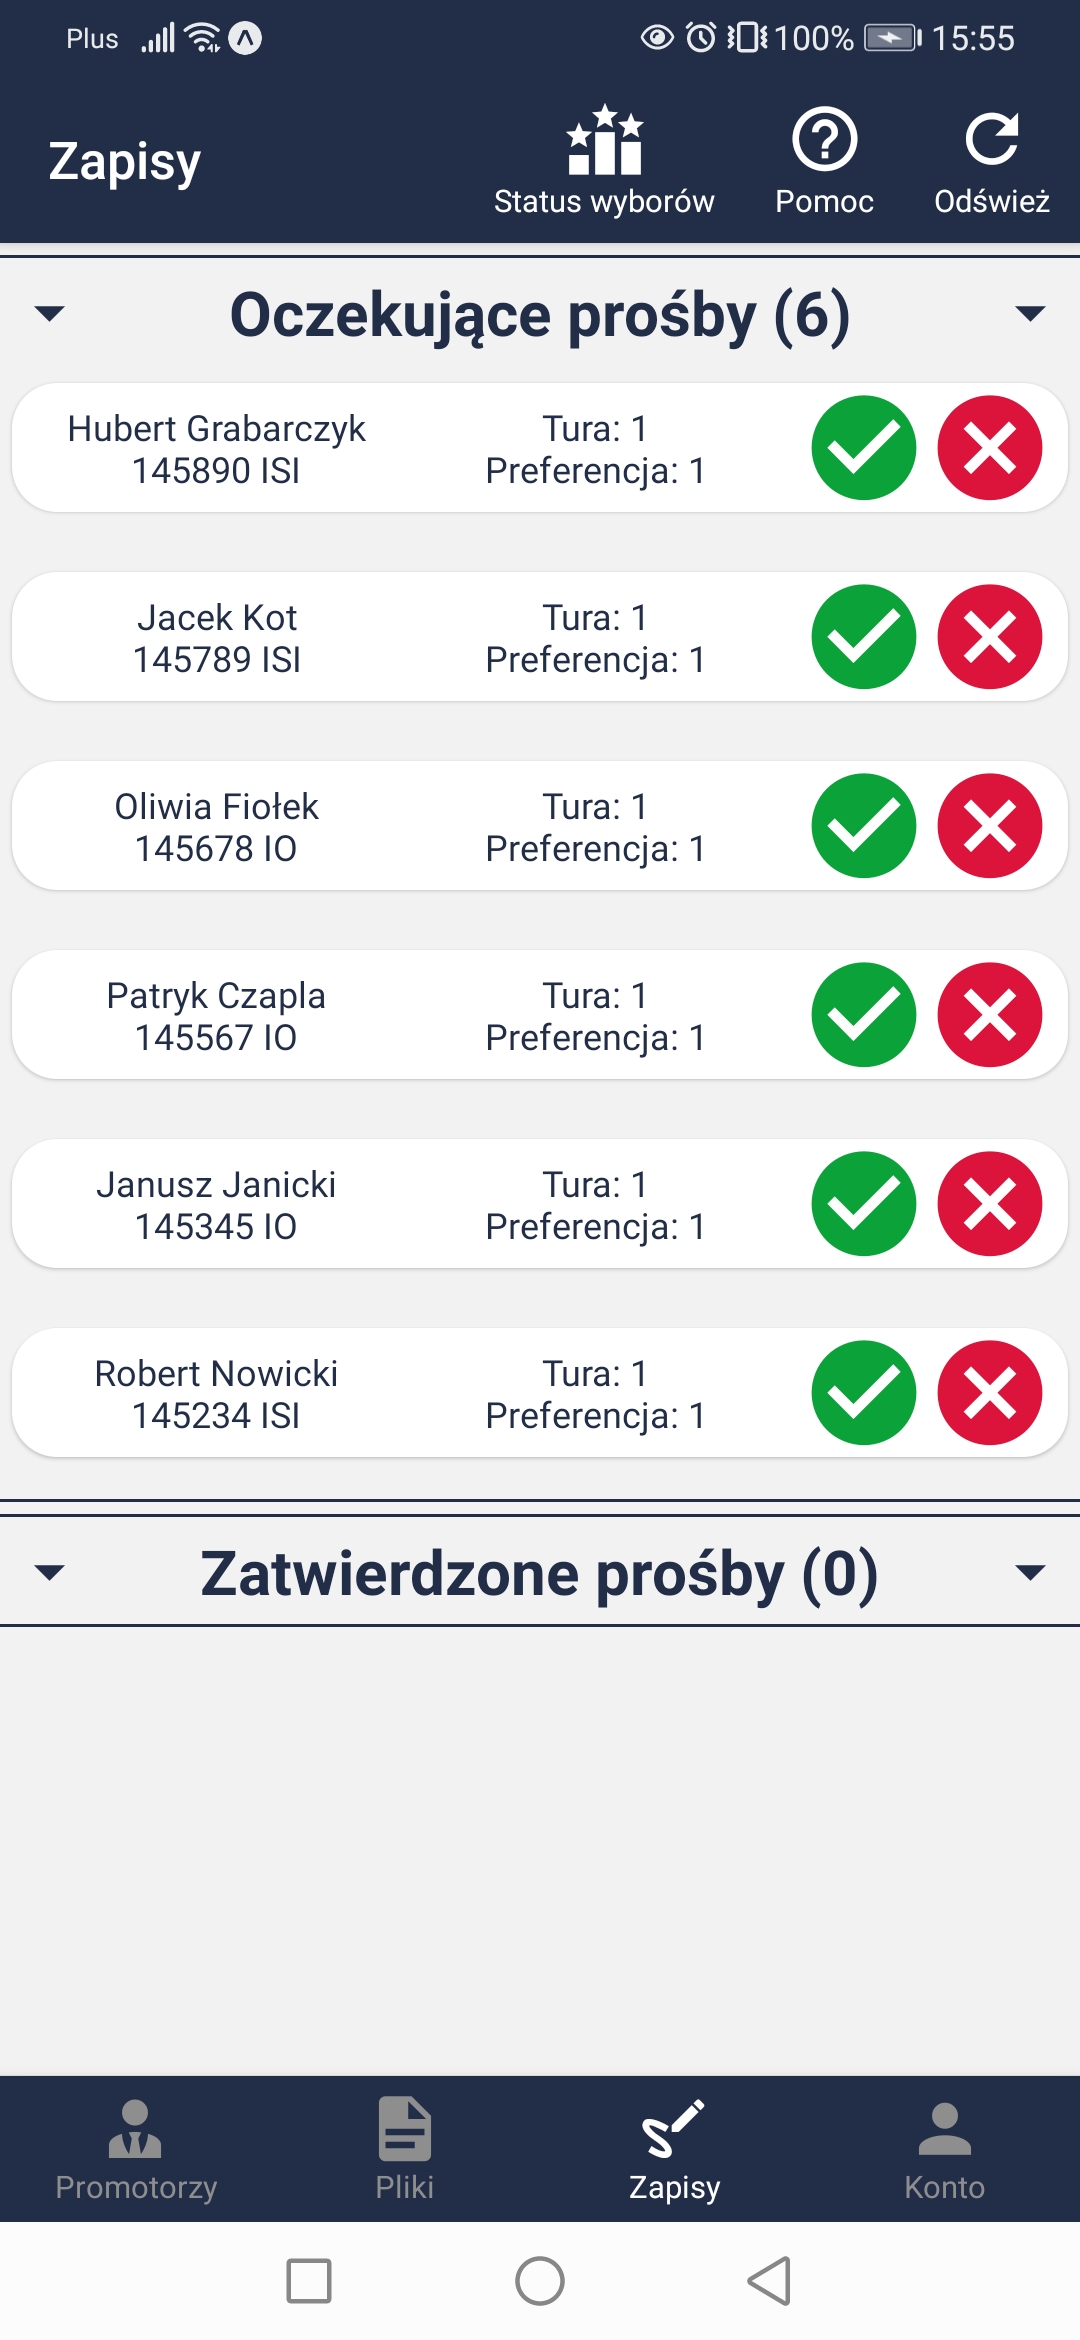 Plus 100% 15:55
Zapisy
Status wyborów Pomoc Odśwież
Oczekujące prośby (6)
Hubert Grabarczyk Tura: 1
145890 ISI Preferencja: 1
Jacek Kot Tura: 1
145789 ISI Preferencja: 1
Oliwia Fiołek Tura: 1
145678 IO Preferencja: 1
Patryk Czapla Tura: 1
145567 IO Preferencja: 1
Janusz Janicki Tura: 1
145345 IO Preferencja: 1
Robert Nowicki Tura: 1
145234 ISI Preferencja: 1
Zatwierdzone prośby (0)
Promotorzy Pliki Zapisy Konto